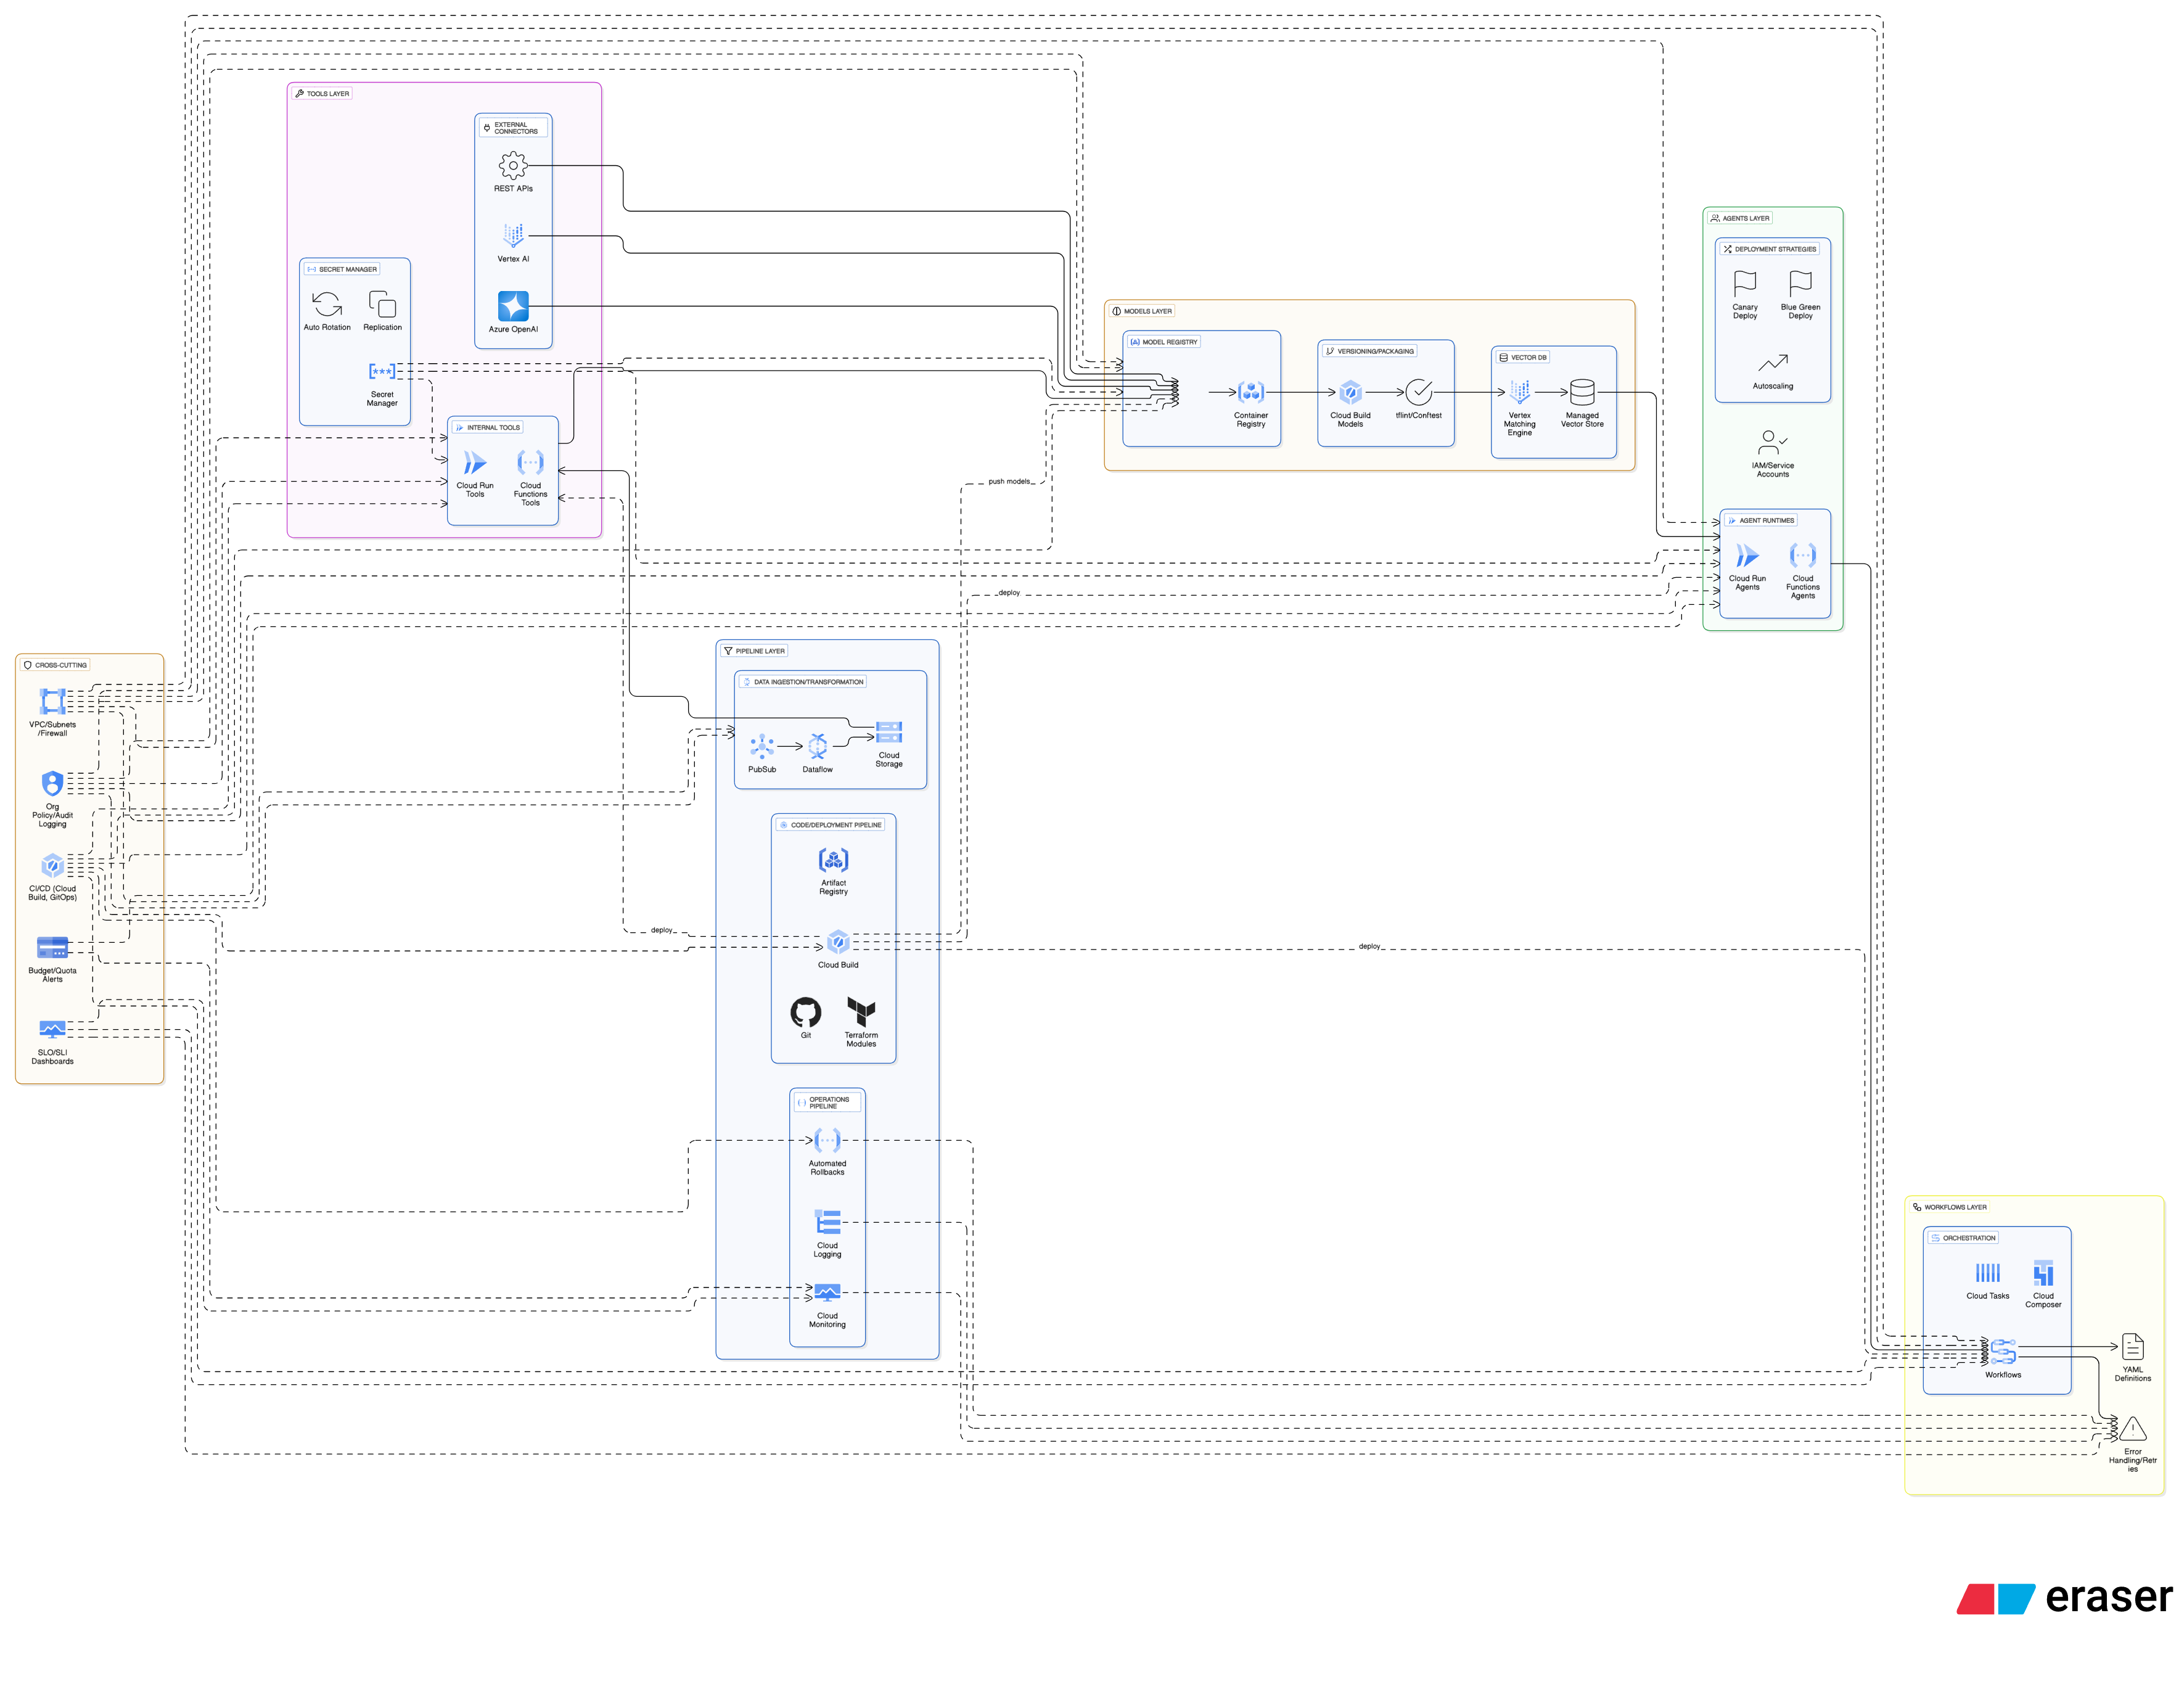 TOOLS LAYER
EXTERNAL
CONNECTORS
REST APIs
Vertex AI
Azure OpenAI
SECRET MANAGER
Auto Rotation
Replication
Secret
Manager
INTERNAL TOOLS
Cloud Run
Tools
Cloud
Functions
Tools
MODELS LAYER
MODEL REGISTRY
Container
Registry
VERSIONING/PACKAGING
Cloud Build
Models
tflint/Conftest
VECTOR DB
Vertex
Matching
Engine
Managed
Vector Store
AGENTS LAYER
DEPLOYMENT STRATEGIES
Canary
Deploy
Blue Green
Deploy
Autoscaling
IAM/Service
Accounts
AGENT RUNTIMES
Cloud Run
Agents
Cloud
Functions
Agents
push models
deploy
CROSS-CUTTING
VPC/Subnets
/Firewall
Org
Policy/Audit
Logging
CI/CD (Cloud
Build, GitOps)
Budget/Quota
Alerts
SLO/SLI
Dashboards
PIPELINE LAYER
DATA INGESTION/TRANSFORMATION
PubSub
Dataflow
Cloud
Storage
CODE/DEPLOYMENT PIPELINE
Artifact
Registry
deploy
Cloud Build
deploy
Git
Terraform
Modules
OPERATIONS
PIPELINE
Automated
Rollbacks
Cloud
Logging
Cloud
Monitoring
WORKFLOWS LAYER
ORCHESTRATION
Cloud Tasks
Cloud
Composer
Workflows
YAML
Definitions
Error
Handling/Retr
ies
eraser